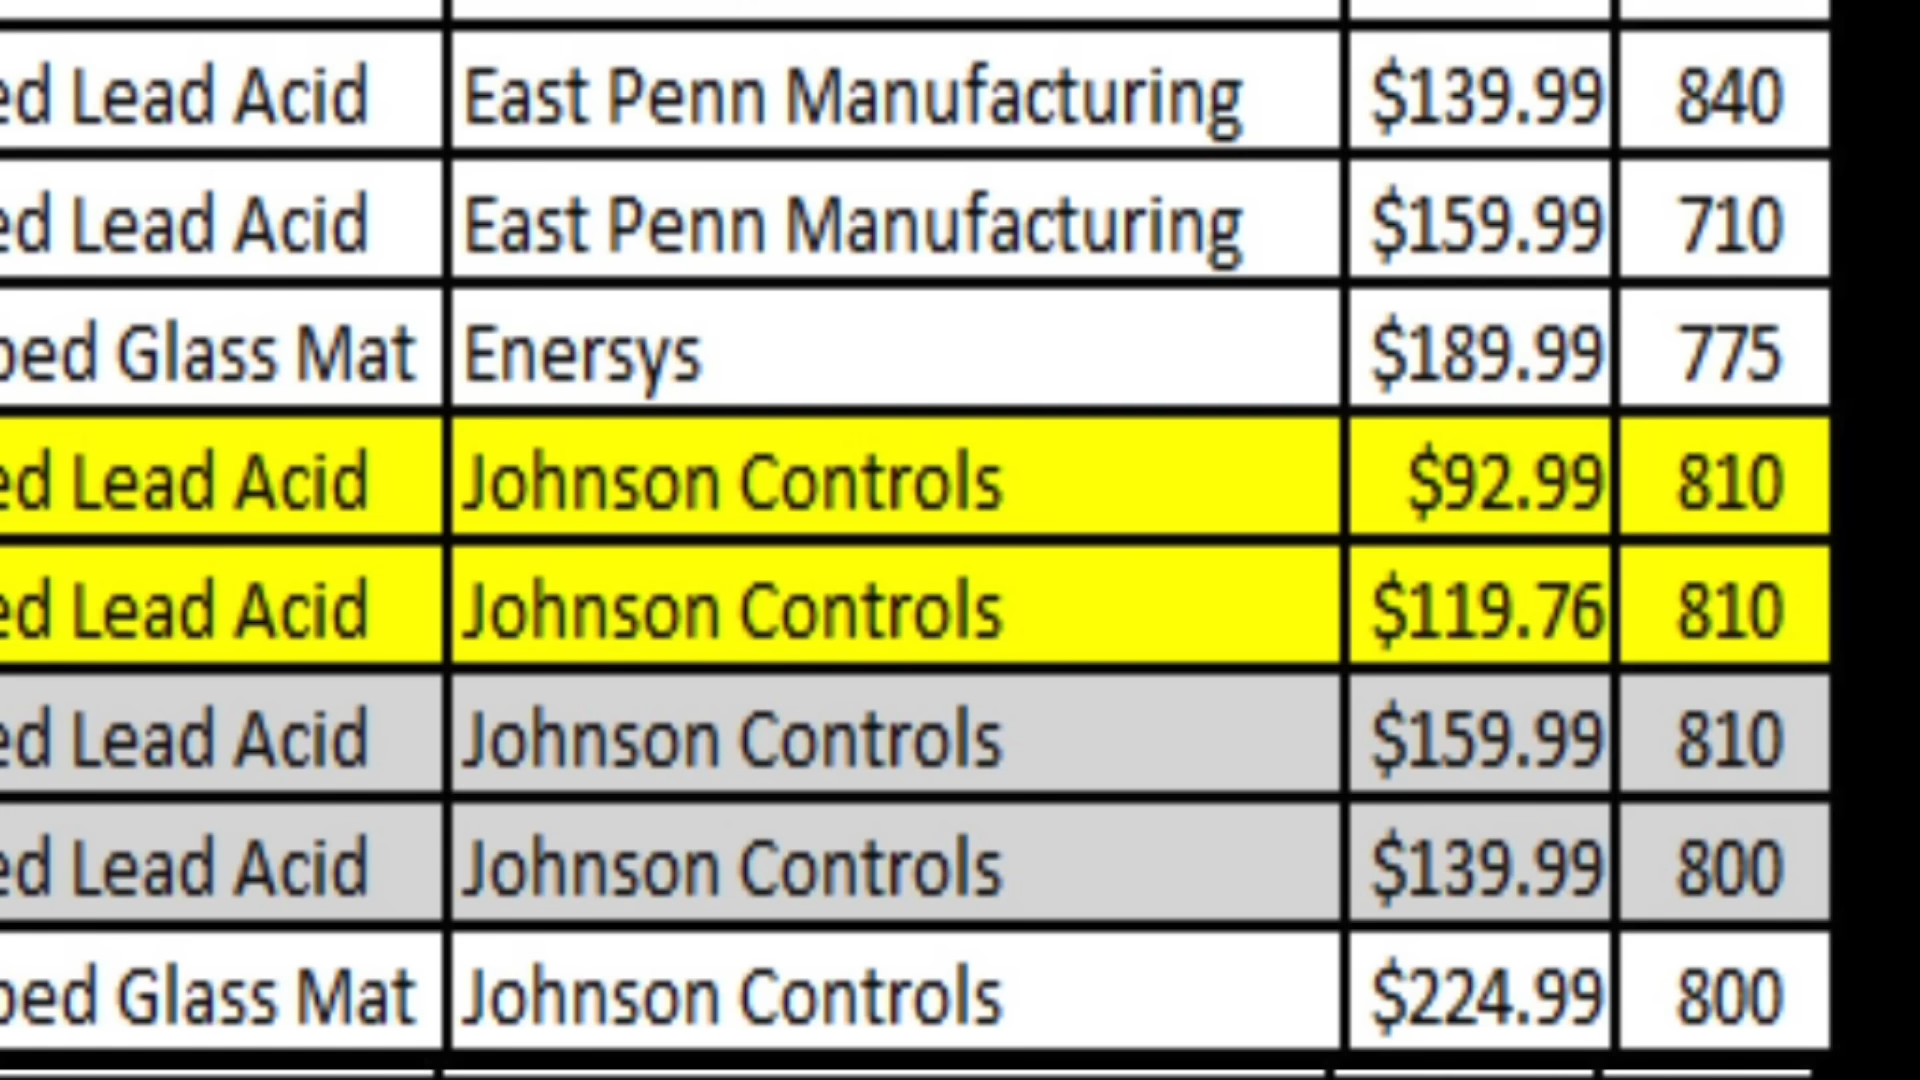 ed Lead Acid East Penn Manufacturing $139.99 840
ed Lead Acid East Penn Manufacturing $159.99 710
ped Glass Mat Enersys $189.99 775
ed Lead Acid Johnson Controls $92.99 810
ed Lead Acid Johnson Controls $119.76 810
ed Lead Acid Johnson Controls $159.99 810
ed Lead Acid Johnson Controls $139.99 800
ped Glass Mat Johnson Controls $224.99 800